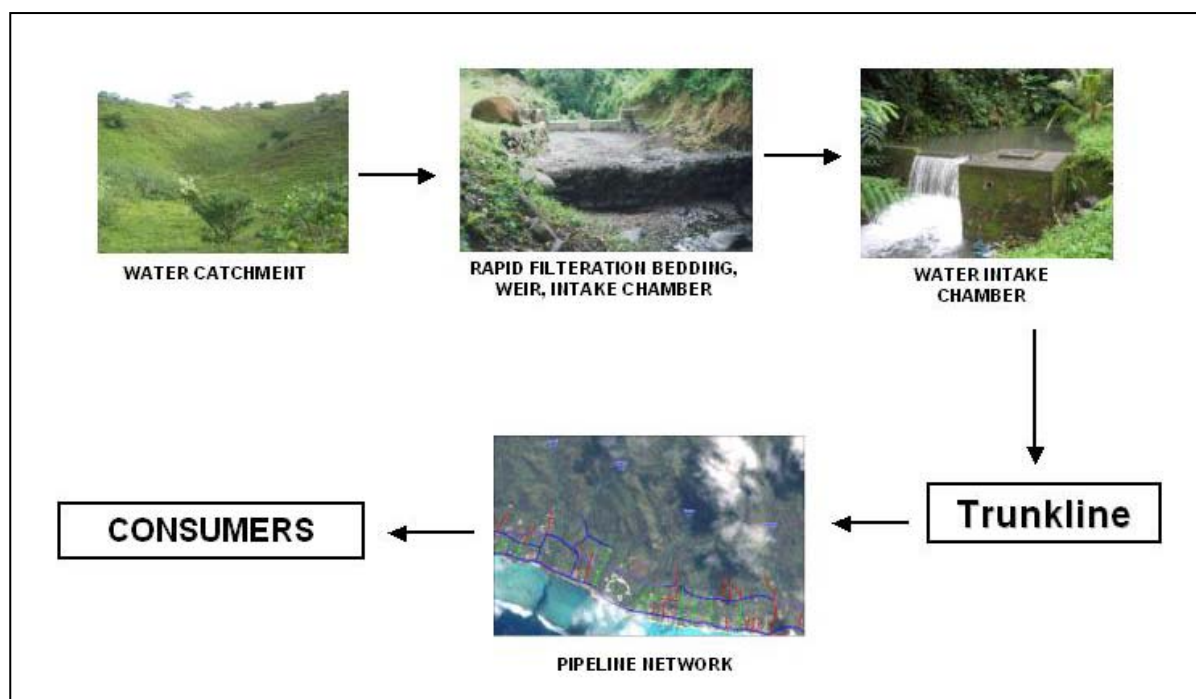 WATER CATCHMENT
RAPID FILTERATION BEDDING,
WEIR, INTAKE CHAMBER
WATER INTAKE
CHAMBER
Trunkline
CONSUMERS
PIPELINE NETWORK